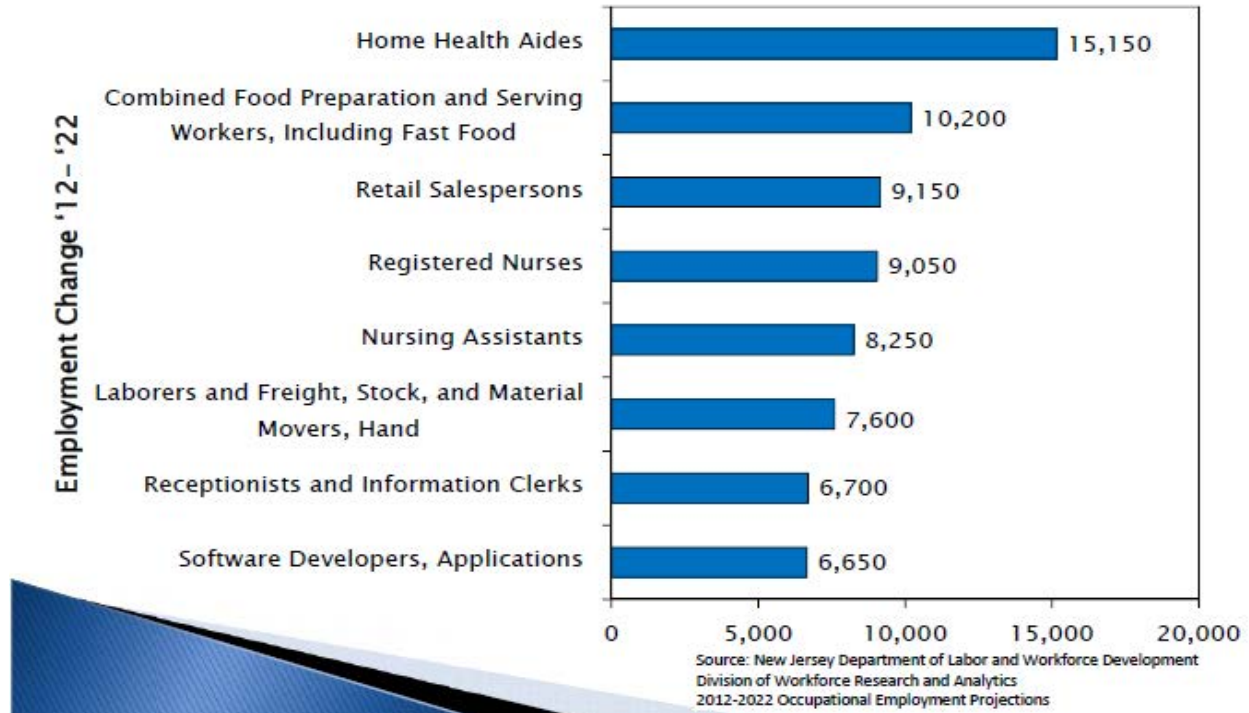 Employment Change '12– '22
Home Health Aides
15,150
Combined Food Preparation and Serving
Workers, Including Fast Food
10,200
Retail Salespersons
9,150
Registered Nurses
9,050
Nursing Assistants
8,250
Laborers and Freight, Stock, and Material
Movers, Hand
7,600
Receptionists and Information Clerks
6,700
Software Developers, Applications
6,650
0 5,000 10,000 15,000 20,000
Source: New Jersey Department of Labor and Workforce Development
Division of Workforce Research and Analytics
2012-2022 Occupational Employment Projections